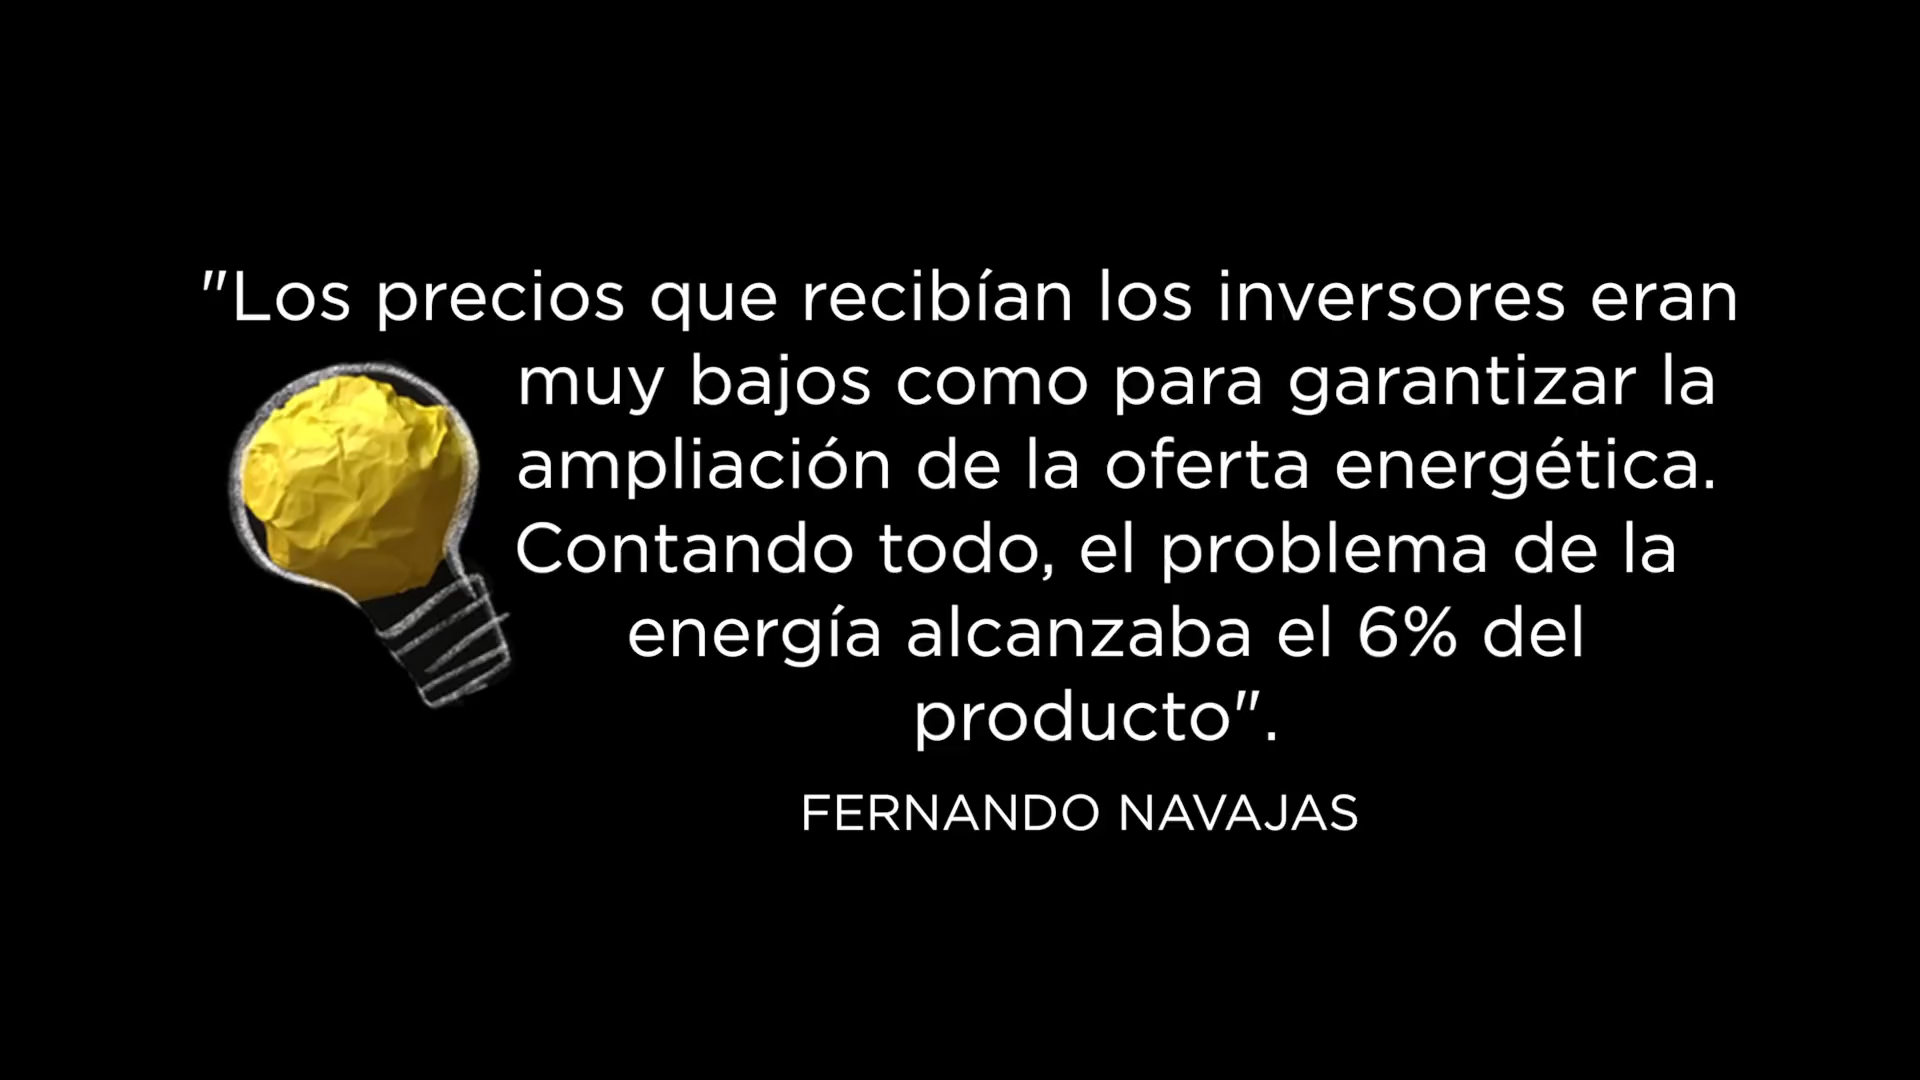 "Los precios que recibían los inversores eran
muy bajos como para garantizar la
ampliación de la oferta energética.
Contando todo, el problema de la
energía alcanzaba el 6% del
producto".
FERNANDO NAVAJAS